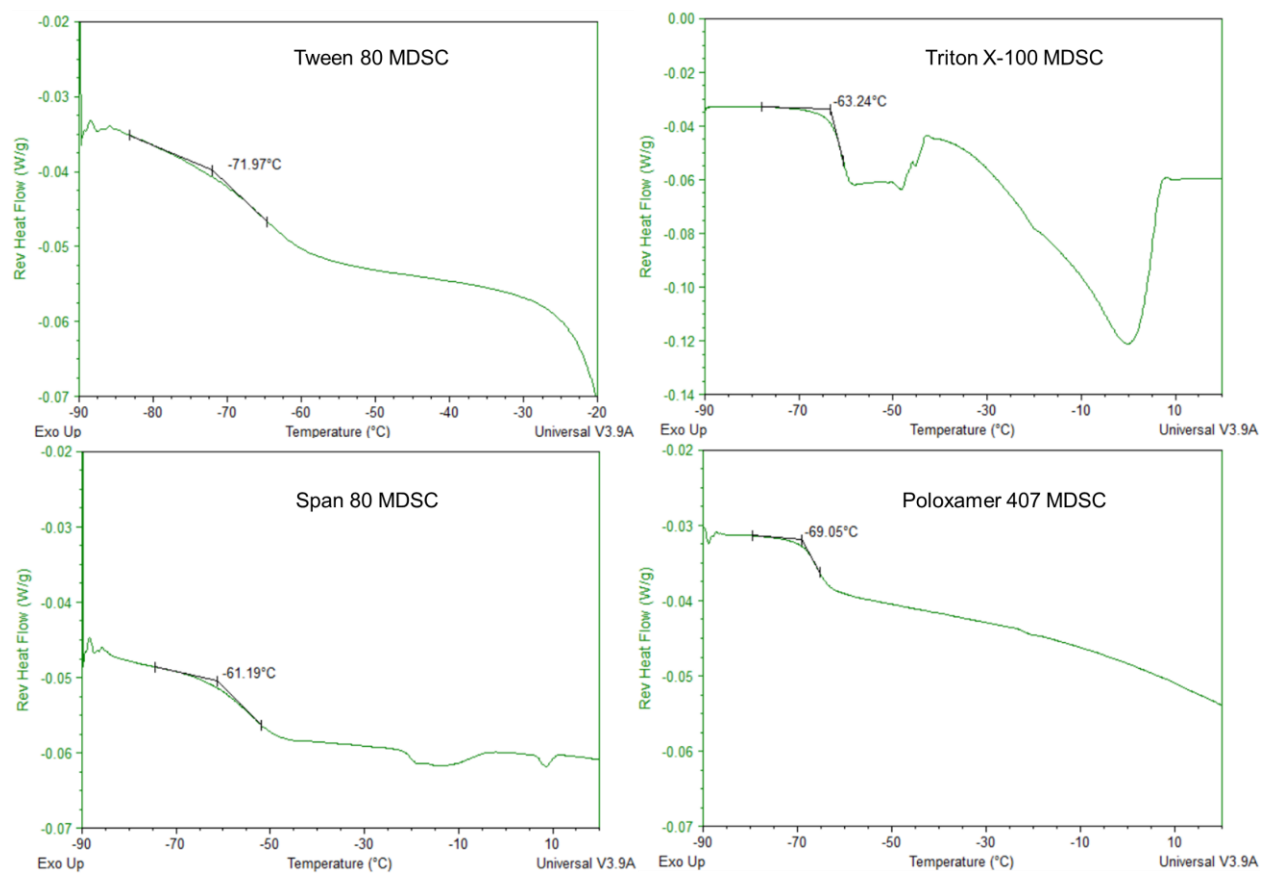 Tween 80 MDSC
-0.02
-0.03
-0.04
-0.05
-0.06
-0.07
Rev Heat Flow (W/g)
-71.97°C
-90
-80
-70
-60
-50
-40
-30
-20
Exo Up
Temperature (°C)
Universal V3.9A
Triton X-100 MDSC
0.00
-0.02
-0.04
-0.06
-0.08
-0.10
-0.12
-0.14
Rev Heat Flow (W/g)
-63.24°C
-90
-70
-50
-30
-10
10
Exo Up
Temperature (°C)
Universal V3.9A
Span 80 MDSC
-0.02
-0.03
-0.04
-0.05
-0.06
-0.07
Rev Heat Flow (W/g)
-61.19°C
-90
-70
-50
-30
-10
10
Exo Up
Temperature (°C)
Universal V3.9A
Poloxamer 407 MDSC
-0.02
-0.03
-0.04
-0.05
-0.06
-0.07
Rev Heat Flow (W/g)
-69.05°C
-90
-70
-50
-30
-10
10
Exo Up
Temperature (°C)
Universal V3.9A